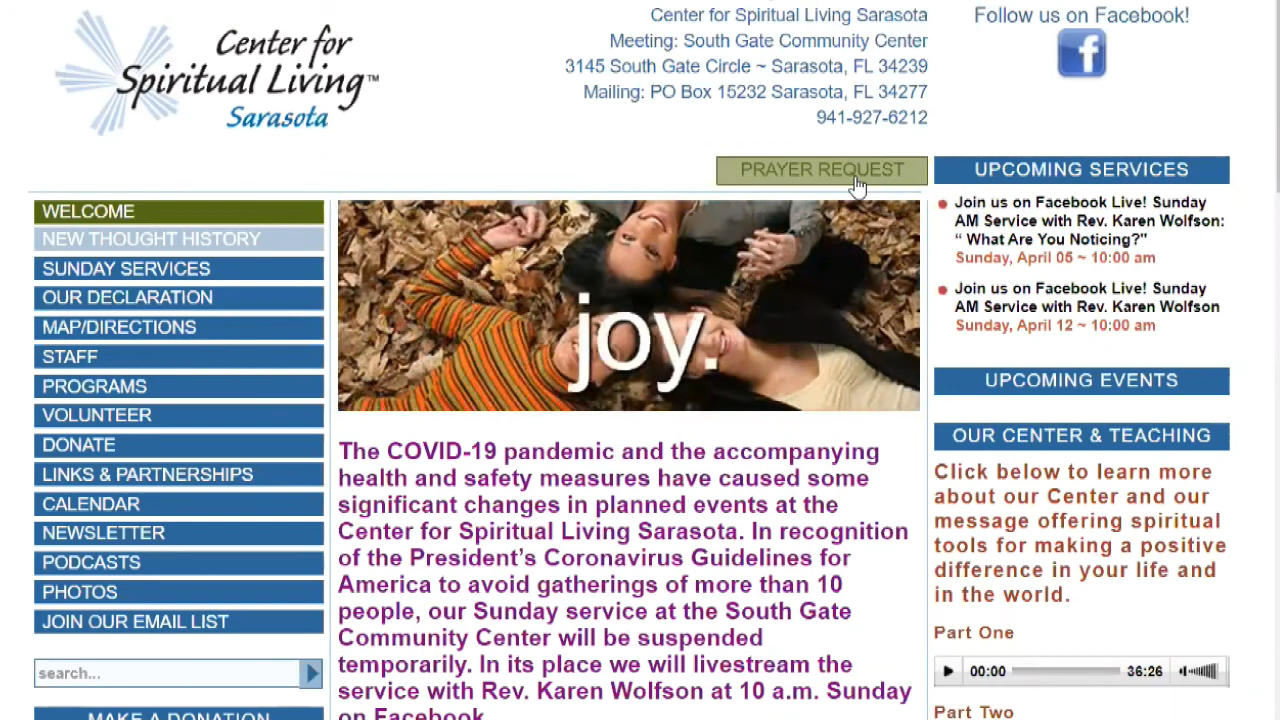 Center for
Spiritual Living™
Sarasota
Center for Spiritual Living Sarasota
Meeting: South Gate Community Center
3145 South Gate Circle ~ Sarasota, FL 34239
Mailing: PO Box 15232 Sarasota, FL 34277
941-927-6212
Follow us on Facebook!
f
PRAYER REQUEST
WELCOME
NEW THOUGHT HISTORY
SUNDAY SERVICES
OUR DECLARATION
MAP/DIRECTIONS
STAFF
PROGRAMS
VOLUNTEER
DONATE
LINKS & PARTNERSHIPS
CALENDAR
NEWSLETTER
PODCASTS
PHOTOS
JOIN OUR EMAIL LIST
search...
MAKE A DONATION
joy.
The COVID-19 pandemic and the accompanying
health and safety measures have caused some
significant changes in planned events at the
Center for Spiritual Living Sarasota. In recognition
of the President’s Coronavirus Guidelines for
America to avoid gatherings of more than 10
people, our Sunday service at the South Gate
Community Center will be suspended
temporarily. In its place we will livestream the
service with Rev. Karen Wolfson at 10 a.m. Sunday
on Facebook.
UPCOMING SERVICES
Join us on Facebook Live! Sunday
AM Service with Rev. Karen Wolfson:
“ What Are You Noticing?"
Sunday, April 05 ~ 10:00 am
Join us on Facebook Live! Sunday
AM Service with Rev. Karen Wolfson
Sunday, April 12 ~ 10:00 am
UPCOMING EVENTS
OUR CENTER & TEACHING
Click below to learn more
about our Center and our
message offering spiritual
tools for making a positive
difference in your life and
in the world.
Part One
00:00 36:26
Part Two